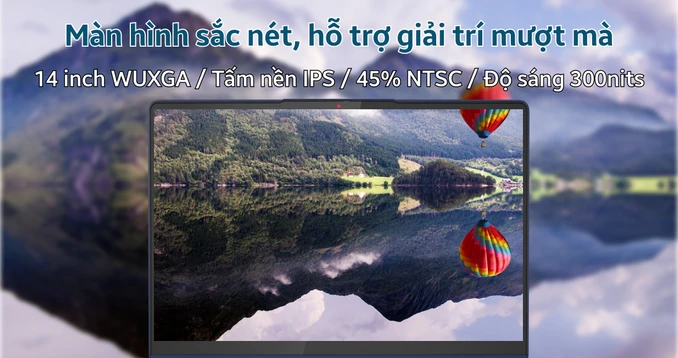 Màn hình sắc nét, hỗ trợ giải trí mượt mà
14 inch WUXGA / Tấm nền IPS / 45% NTSC / Độ sáng 300nits